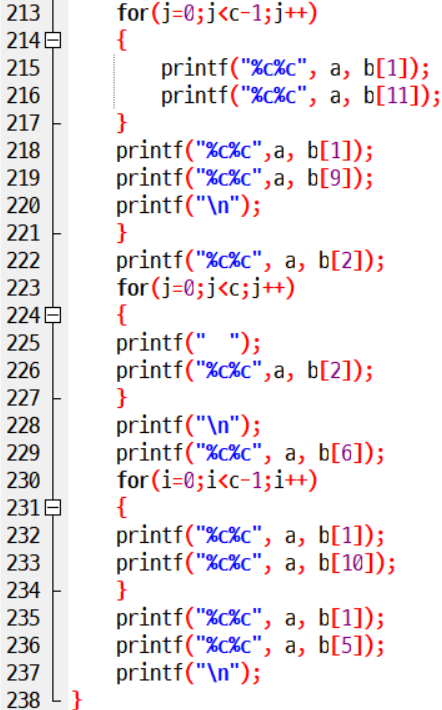 213 for(j=0;j<c-1;j++)
214 {
215 printf("%c%c", a, b[1]);
216 printf("%c%c", a, b[11]);
217 }
218 printf("%c%c",a, b[1]);
219 printf("%c%c", a, b[9]);
220 printf("\n");
221 }
222 printf("%c%c", a, b[2]);
223 for(j=0;j<c;j++)
224 {
225 printf("  ");
226 printf("%c%c",a, b[2]);
227 }
228 printf("\n");
229 printf("%c%c", a, b[6]);
230 for(i=0;i<c-1;i++)
231 {
232 printf("%c%c", a, b[1]);
233 printf("%c%c", a, b[10]);
234 }
235 printf("%c%c", a, b[1]);
236 printf("%c%c", a, b[5]);
237 printf("\n");
238 }